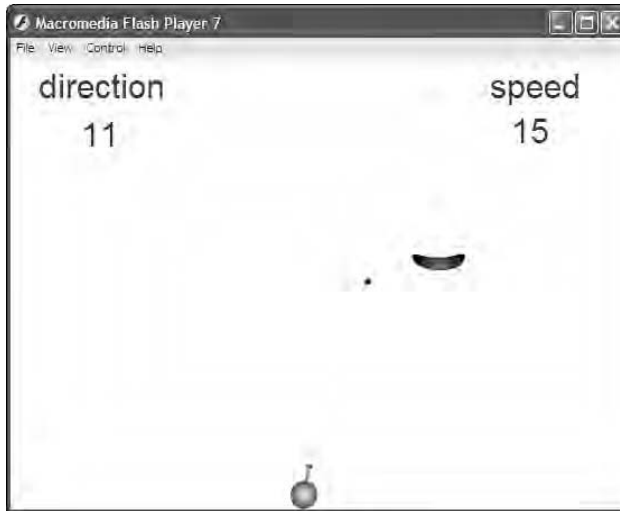 Macromedia Flash Player 7
File View Control Help
direction speed
11 15